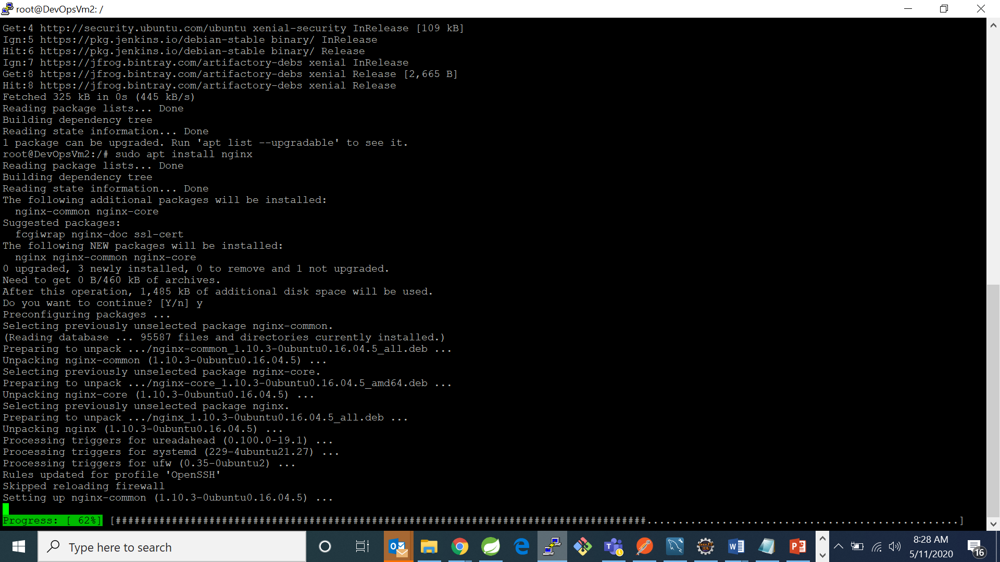 root@DevOpsVm2: /
Get:4 http://security.ubuntu.com/ubuntu xenial-security InRelease [109 kB]
Ign:5 https://pkg.jenkins.io/debian-stable binary/ InRelease
Hit:6 https://pkg.jenkins.io/debian-stable binary/ Release
Ign:7 https://jfrog.bintray.com/artifactory-debs xenial InRelease
Get:8 https://jfrog.bintray.com/artifactory-debs xenial Release [2,665 B]
Hit:8 https://jfrog.bintray.com/artifactory-debs xenial Release
Fetched 325 kB in 0s (445 kB/s)
Reading package lists... Done
Building dependency tree
Reading state information... Done
1 package can be upgraded. Run 'apt list --upgradable' to see it.
root@DevOpsVm2:/# sudo apt install nginx
Reading package lists... Done
Building dependency tree
Reading state information... Done
The following additional packages will be installed:
  nginx-common nginx-core
Suggested packages:
  fcgiwrap nginx-doc ssl-cert
The following NEW packages will be installed:
  nginx nginx-common nginx-core
0 upgraded, 3 newly installed, 0 to remove and 1 not upgraded.
Need to get 0 B/460 kB of archives.
After this operation, 1,485 kB of additional disk space will be used.
Do you want to continue? [Y/n] y
Preconfiguring packages ...
Selecting previously unselected package nginx-common.
(Reading database ... 95587 files and directories currently installed.)
Preparing to unpack .../nginx-common_1.10.3-0ubuntu0.16.04.5_all.deb ...
Unpacking nginx-common (1.10.3-0ubuntu0.16.04.5) ...
Selecting previously unselected package nginx-core.
Preparing to unpack .../nginx-core_1.10.3-0ubuntu0.16.04.5_amd64.deb ...
Unpacking nginx-core (1.10.3-0ubuntu0.16.04.5) ...
Selecting previously unselected package nginx.
Preparing to unpack .../nginx_1.10.3-0ubuntu0.16.04.5_all.deb ...
Unpacking nginx (1.10.3-0ubuntu0.16.04.5) ...
Processing triggers for ureadahead (0.100.0-19.1) ...
Processing triggers for systemd (229-4ubuntu21.27) ...
Processing triggers for ufw (0.35-0ubuntu2) ...
Rules updated for profile 'OpenSSH'
Skipped reloading firewall
Setting up nginx-common (1.10.3-0ubuntu0.16.04.5) ...
Progress: [ 62%] [#####################################################################################..................................................]
Type here to search
8:28 AM
5/11/2020
16